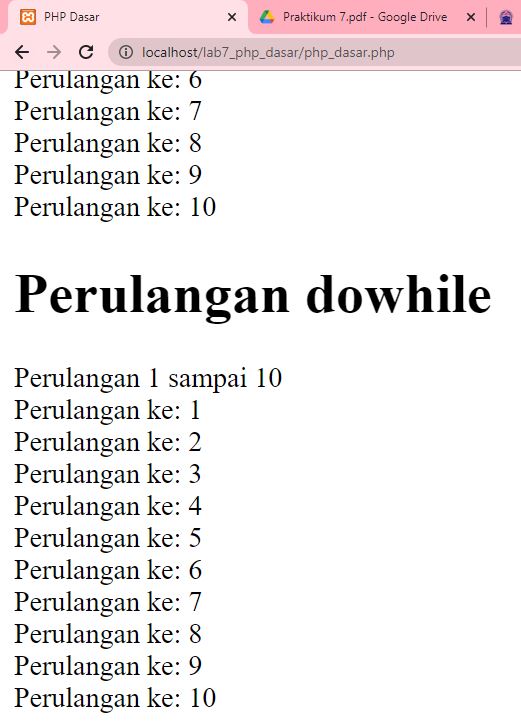 PHP Dasar
Praktikum 7.pdf - Google Drive
localhost/lab7_php_dasar/php_dasar.php
Perulangan ke: 6
Perulangan ke: 7
Perulangan ke: 8
Perulangan ke: 9
Perulangan ke: 10
Perulangan dowhile
Perulangan 1 sampai 10
Perulangan ke: 1
Perulangan ke: 2
Perulangan ke: 3
Perulangan ke: 4
Perulangan ke: 5
Perulangan ke: 6
Perulangan ke: 7
Perulangan ke: 8
Perulangan ke: 9
Perulangan ke: 10